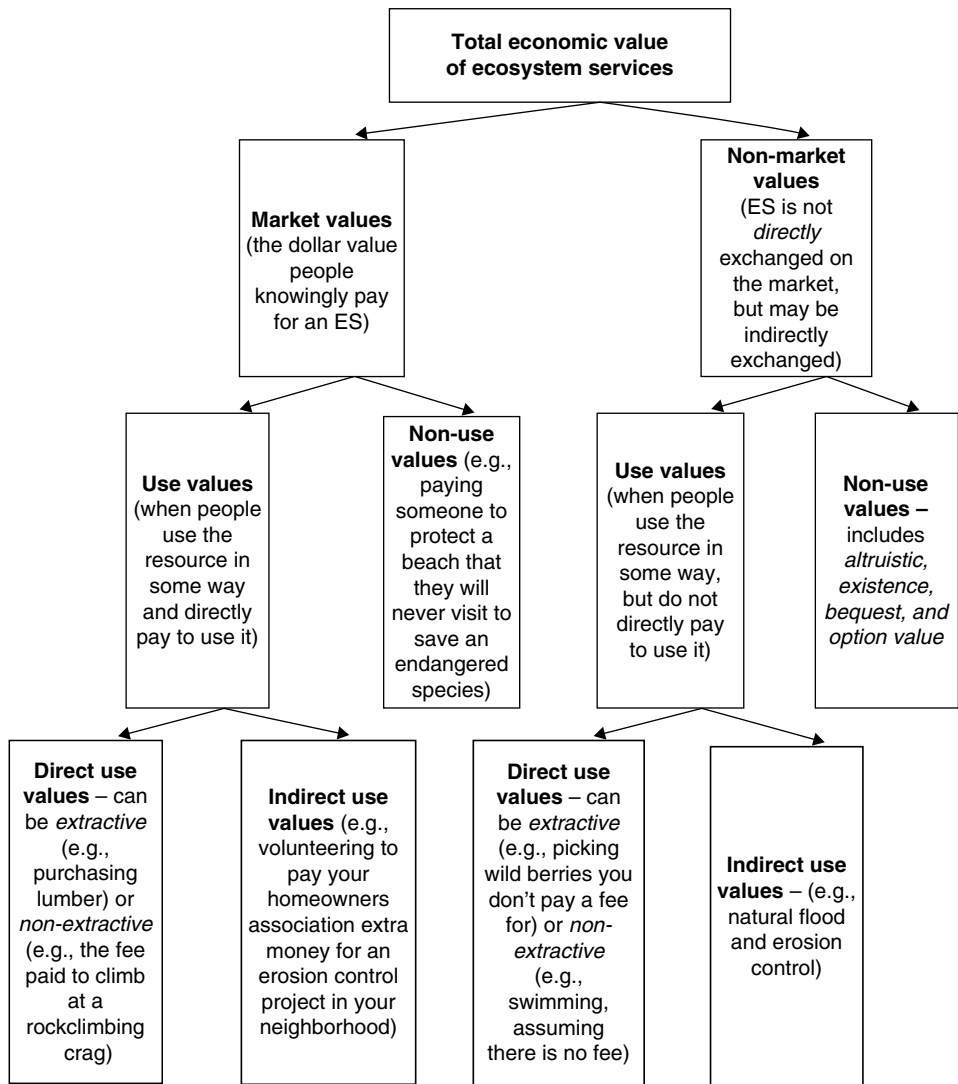 Total economic value
of ecosystem services
Market values
(the dollar value
people
knowingly pay
for an ES)
Non-market
values
(ES is not
directly
exchanged on
the market,
but may be
indirectly
exchanged)
Use values
(when people
use the
resource in
some way
and directly
pay to use it)
Non-use
values (e.g.,
paying
someone to
protect a
beach that
they will
never visit to
save an
endangered
species)
Use values
(when people
use the
resource in
some way,
but do not
directly pay
to use it)
Non-use
values –
includes
altruistic,
existence,
bequest, and
option value
Direct use
values – can
be extractive
(e.g.,
purchasing
lumber) or
non-extractive
(e.g., the fee
paid to climb
at a
rockclimbing
crag)
Indirect use
values (e.g.,
volunteering to
pay your
homeowners
association extra
money for an
erosion control
project in your
neighborhood)
Direct use
values – can
be extractive
(e.g., picking
wild berries you
don’t pay a fee
for) or non-
extractive
(e.g.,
swimming,
assuming
there is no fee)
Indirect use
values – (e.g.,
natural flood
and erosion
control)